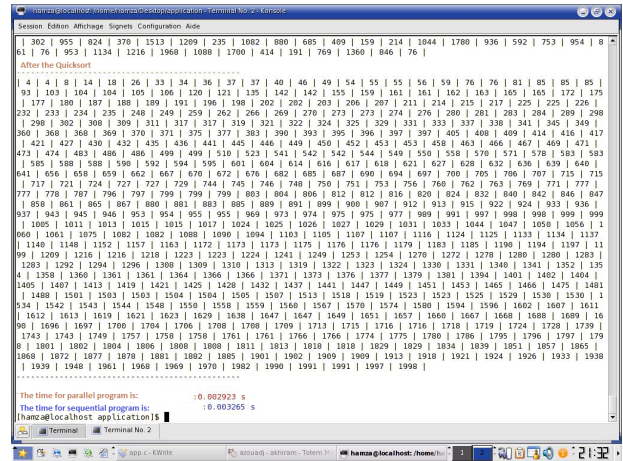 hamza@localhost: /home/hamza/Desktop/application - Terminal No. 2 - Konsole
Session Edition Affichage Signets Configuration Aide
| 302 | 955 | 824 | 370 | 1513 | 1209 | 235 | 1082 | 880 | 685 | 409 | 159 | 214 | 1044 | 1780 | 936 | 592 | 753 | 954 | 8
61 | 76 | 953 | 1134 | 1216 | 1968 | 1088 | 1700 | 414 | 191 | 769 | 1360 | 846 | 76 |
After the Quicksort
| 4 | 4 | 8 | 14 | 18 | 26 | 33 | 34 | 36 | 37 | 37 | 40 | 46 | 49 | 54 | 55 | 55 | 56 | 59 | 76 | 76 | 81 | 85 | 85 | 85 |
93 | 103 | 104 | 104 | 105 | 106 | 120 | 121 | 135 | 142 | 142 | 155 | 159 | 161 | 161 | 162 | 163 | 165 | 165 | 172 | 175
| 177 | 180 | 187 | 188 | 189 | 191 | 196 | 198 | 202 | 202 | 203 | 206 | 207 | 211 | 214 | 215 | 217 | 225 | 225 | 226 |
232 | 233 | 234 | 235 | 248 | 249 | 259 | 262 | 266 | 269 | 270 | 273 | 273 | 274 | 276 | 280 | 281 | 283 | 284 | 289 | 298
| 298 | 302 | 308 | 309 | 311 | 317 | 317 | 319 | 321 | 322 | 324 | 325 | 329 | 331 | 333 | 337 | 338 | 341 | 345 | 349 |
360 | 368 | 368 | 369 | 370 | 371 | 375 | 377 | 383 | 390 | 393 | 395 | 396 | 397 | 397 | 405 | 408 | 409 | 414 | 416 | 417
| 421 | 427 | 430 | 432 | 435 | 436 | 441 | 445 | 446 | 449 | 450 | 452 | 453 | 453 | 458 | 463 | 466 | 467 | 469 | 471 |
473 | 474 | 483 | 486 | 486 | 499 | 499 | 510 | 523 | 541 | 542 | 542 | 544 | 549 | 550 | 558 | 570 | 571 | 578 | 583 | 583
| 585 | 588 | 588 | 590 | 592 | 594 | 595 | 601 | 604 | 614 | 616 | 617 | 618 | 621 | 627 | 628 | 632 | 636 | 639 | 640 |
641 | 656 | 658 | 659 | 662 | 667 | 670 | 672 | 676 | 682 | 685 | 687 | 690 | 694 | 697 | 700 | 705 | 706 | 707 | 715 | 715
| 717 | 721 | 724 | 727 | 727 | 729 | 744 | 745 | 746 | 748 | 750 | 751 | 753 | 756 | 760 | 762 | 763 | 769 | 771 | 777 |
777 | 778 | 787 | 796 | 797 | 799 | 799 | 803 | 804 | 806 | 812 | 812 | 816 | 820 | 824 | 832 | 840 | 842 | 846 | 847
| 858 | 861 | 865 | 867 | 880 | 881 | 883 | 885 | 889 | 891 | 899 | 900 | 907 | 912 | 913 | 915 | 922 | 924 | 933 | 936 |
937 | 943 | 945 | 946 | 953 | 954 | 955 | 955 | 969 | 973 | 974 | 975 | 975 | 977 | 989 | 991 | 997 | 998 | 998 | 999 | 999
| 1005 | 1011 | 1013 | 1015 | 1015 | 1017 | 1024 | 1025 | 1026 | 1027 | 1029 | 1031 | 1033 | 1044 | 1047 | 1050 | 1056 | 1
060 | 1061 | 1075 | 1082 | 1082 | 1088 | 1090 | 1094 | 1103 | 1105 | 1107 | 1107 | 1116 | 1124 | 1125 | 1133 | 1134 | 1137
| 1140 | 1148 | 1152 | 1157 | 1163 | 1172 | 1173 | 1173 | 1175 | 1176 | 1176 | 1179 | 1183 | 1185 | 1190 | 1194 | 1197 | 11
99 | 1209 | 1216 | 1216 | 1218 | 1223 | 1223 | 1224 | 1241 | 1249 | 1253 | 1254 | 1270 | 1272 | 1278 | 1280 | 1280 | 1283 |
1283 | 1292 | 1294 | 1296 | 1308 | 1309 | 1310 | 1313 | 1319 | 1322 | 1323 | 1324 | 1330 | 1331 | 1340 | 1341 | 1352 | 135
4 | 1358 | 1360 | 1361 | 1361 | 1364 | 1366 | 1366 | 1371 | 1373 | 1376 | 1377 | 1379 | 1381 | 1394 | 1401 | 1402 | 1404 |
1405 | 1407 | 1413 | 1419 | 1421 | 1425 | 1428 | 1432 | 1437 | 1441 | 1447 | 1449 | 1451 | 1453 | 1465 | 1466 | 1475 | 1481
| 1488 | 1501 | 1503 | 1503 | 1504 | 1504 | 1505 | 1507 | 1513 | 1518 | 1519 | 1523 | 1523 | 1525 | 1529 | 1530 | 1530 | 1
534 | 1542 | 1543 | 1544 | 1548 | 1550 | 1558 | 1559 | 1560 | 1567 | 1570 | 1574 | 1580 | 1594 | 1596 | 1602 | 1607 | 1611
| 1612 | 1613 | 1619 | 1621 | 1623 | 1629 | 1638 | 1647 | 1647 | 1649 | 1651 | 1657 | 1660 | 1667 | 1668 | 1688 | 1689 | 16
90 | 1696 | 1697 | 1700 | 1704 | 1706 | 1708 | 1708 | 1709 | 1713 | 1715 | 1716 | 1716 | 1718 | 1719 | 1724 | 1728 | 1739 |
1743 | 1743 | 1749 | 1757 | 1758 | 1758 | 1761 | 1761 | 1766 | 1766 | 1774 | 1775 | 1780 | 1786 | 1795 | 1796 | 1797 | 179
8 | 1801 | 1802 | 1804 | 1806 | 1808 | 1808 | 1811 | 1813 | 1818 | 1818 | 1829 | 1829 | 1834 | 1839 | 1851 | 1857 | 1865 |
1868 | 1872 | 1877 | 1878 | 1881 | 1882 | 1885 | 1901 | 1902 | 1909 | 1909 | 1913 | 1918 | 1921 | 1924 | 1926 | 1933 | 1938
| 1939 | 1948 | 1961 | 1968 | 1969 | 1970 | 1982 | 1990 | 1991 | 1991 | 1997 | 1998 |
The time for parallel program is: :0.002923 s
The time for sequential program is: :0.003265 s
[hamza@localhost application]$
Terminal Terminal No. 2
app.c - KWrite azouadj - akhiram - Totem M hamza@localhost: /home/ha 1 2 21:32